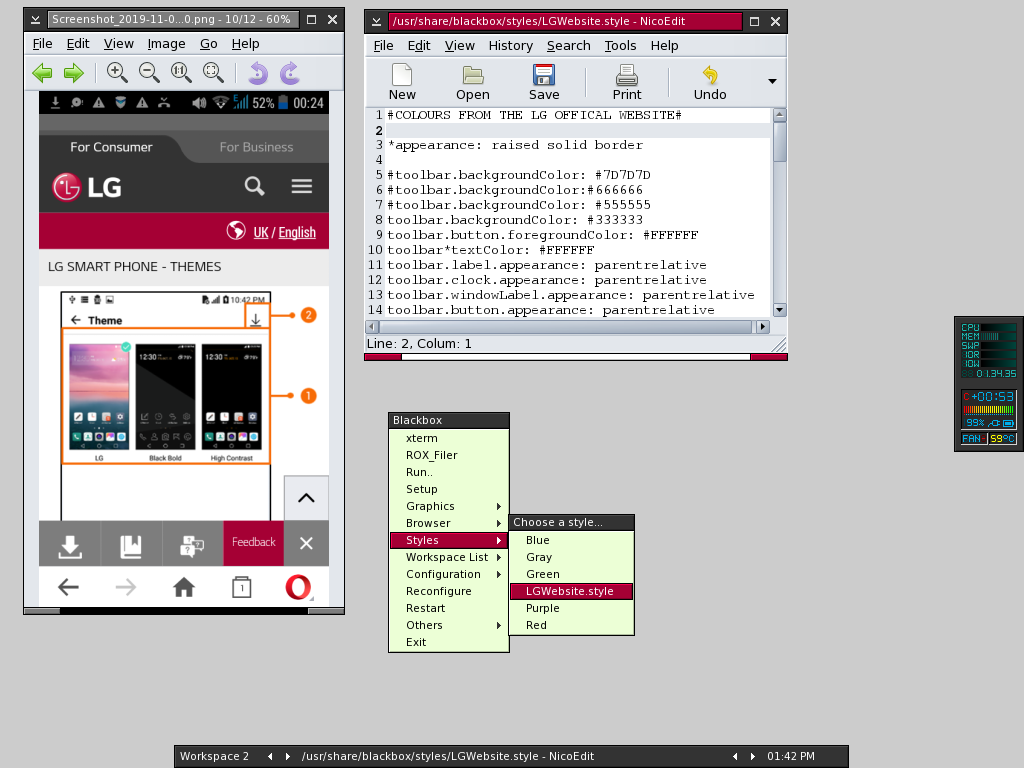 Screenshot_2019-11-0...0.png - 10/12 - 60%
File Edit View Image Go Help
1:1
E 52% 00:24
For Consumer For Business
LG
UK / English
LG SMART PHONE - THEMES
10:42 PM
Theme
2
12:30
12:30
12:30
1
LG Black Bold High Contrast
Feedback
1
/usr/share/blackbox/styles/LGWebsite.style - NicoEdit
File Edit View History Search Tools Help
New Open Save Print Undo
1 #COLOURS FROM THE LG OFFICAL WEBSITE#
2
3 *appearance: raised solid border
4
5 #toolbar.backgroundColor: #7D7D7D
6 #toolbar.backgroundColor:#666666
7 #toolbar.backgroundColor: #555555
8 toolbar.backgroundColor: #333333
9 toolbar.button.foregroundColor: #FFFFFF
10 toolbar*textColor: #FFFFFF
11 toolbar.label.appearance: parentrelative
12 toolbar.clock.appearance: parentrelative
13 toolbar.windowLabel.appearance: parentrelative
14 toolbar.button.appearance: parentrelative
Line: 2, Colum: 1
Blackbox
xterm
ROX_Filer
Run..
Setup
Graphics
Browser
Styles
Workspace List
Configuration
Reconfigure
Restart
Others
Exit
Choose a style...
Blue
Gray
Green
LGWebsite.style
Purple
Red
CPU
MEM
SWP
IOR
IOW
01.34.35
C +00:53
99%
FAN 59°C
Workspace 2 /usr/share/blackbox/styles/LGWebsite.style - NicoEdit 01:42 PM